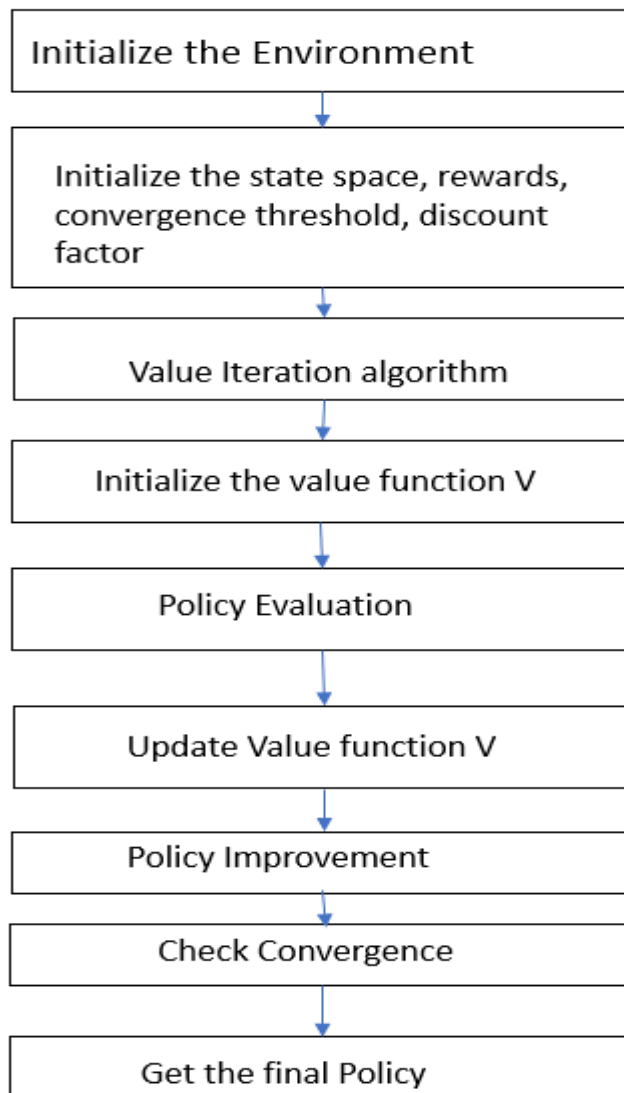 Initialize the Environment
Initialize the state space, rewards,
convergence threshold, discount
factor
Value Iteration algorithm
Initialize the value function V
Policy Evaluation
Update Value function V
Policy Improvement
Check Convergence
Get the final Policy